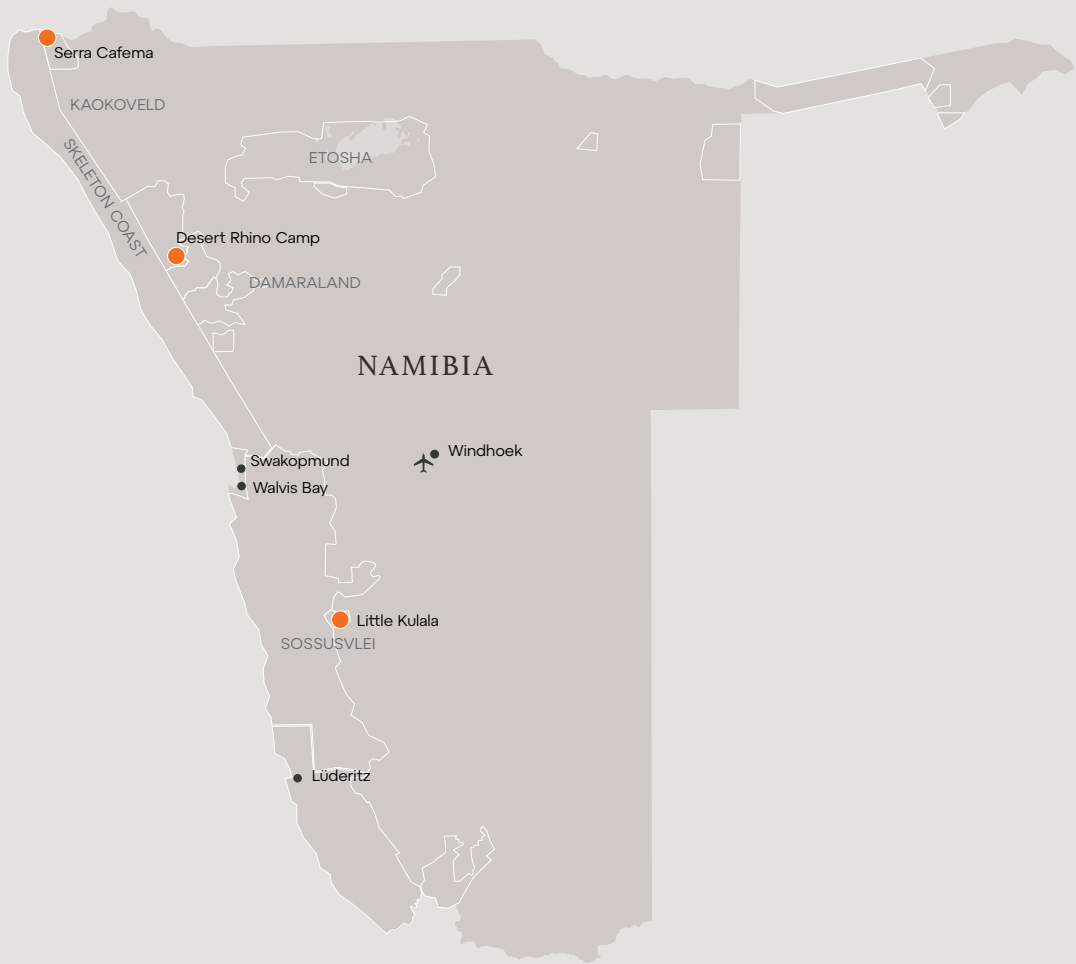 Serra Cafema
KAOKOVELD
SKELETON COAST
ETOSHA
Desert Rhino Camp
DAMARALAND
NAMIBIA
Windhoek
Swakopmund
Walvis Bay
Little Kulala
SOSSUSVLEI
Lüderitz